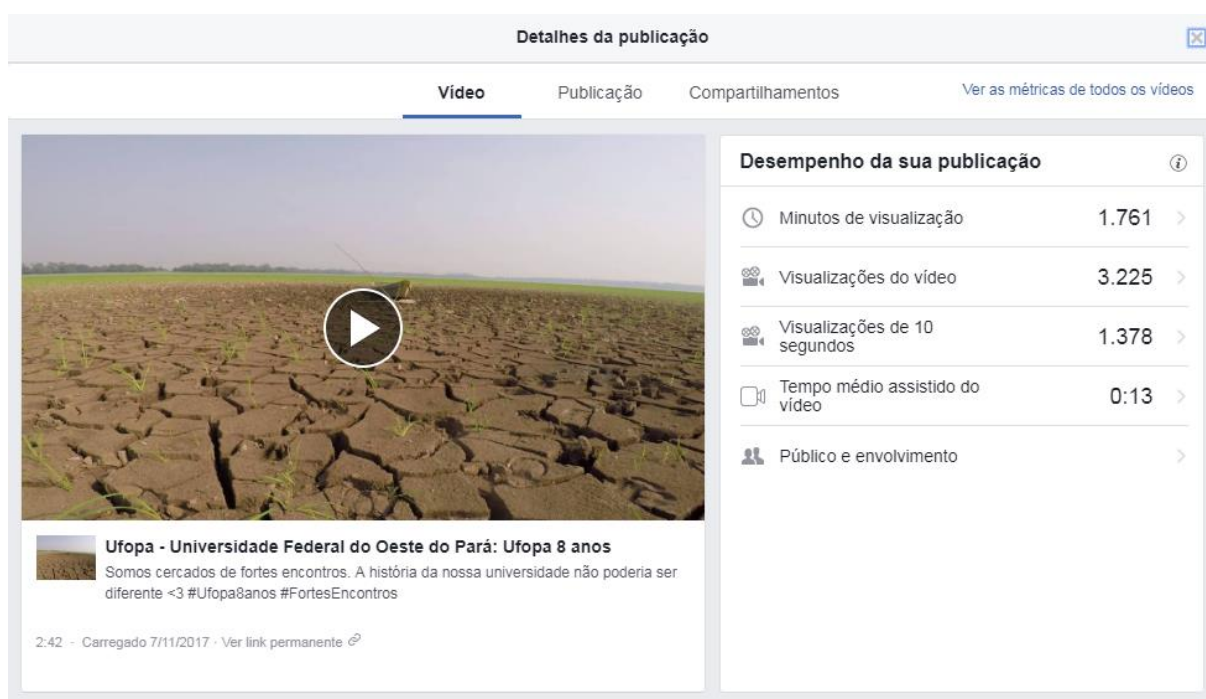 Detalhes da publicação
Vídeo Publicação Compartilhamentos Ver as métricas de todos os vídeos
Desempenho da sua publicação
Minutos de visualização 1.761
Visualizações do vídeo 3.225
Visualizações de 10
segundos 1.378
Tempo médio assistido do
vídeo 0:13
Público e envolvimento
Ufopa - Universidade Federal do Oeste do Pará: Ufopa 8 anos
Somos cercados de fortes encontros. A história da nossa universidade não poderia ser
diferente <3 #Ufopa8anos #FortesEncontros
2:42 · Carregado 7/11/2017 · Ver link permanente